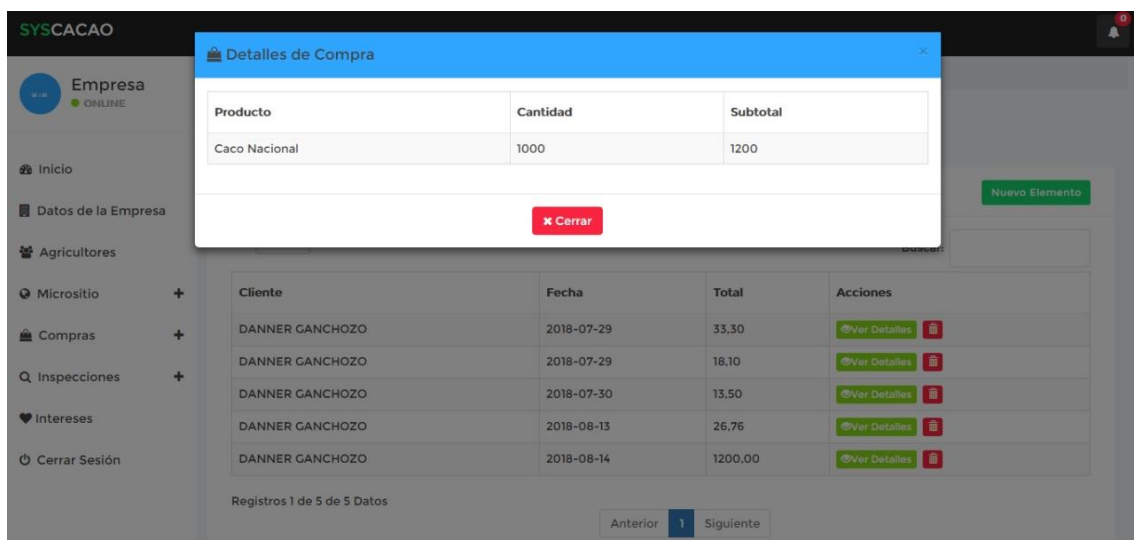 SYSCACAO
0
Detalles de Compra ×
Empresa
ONLINE
Producto Cantidad Subtotal
Caco Nacional 1000 1200
Cerrar
Inicio
Datos de la Empresa
Agricultores
Micrositio
Compras
Inspecciones
Intereses
Cerrar Sesión
Nuevo Elemento
Buscar:
Cliente Fecha Total Acciones
DANNER GANCHOZO 2018-07-29 33,30 Ver Detalles
DANNER GANCHOZO 2018-07-29 18,10 Ver Detalles
DANNER GANCHOZO 2018-07-30 13,50 Ver Detalles
DANNER GANCHOZO 2018-08-13 26,76 Ver Detalles
DANNER GANCHOZO 2018-08-14 1200,00 Ver Detalles
Registros 1 de 5 de 5 Datos
Anterior 1 Siguiente